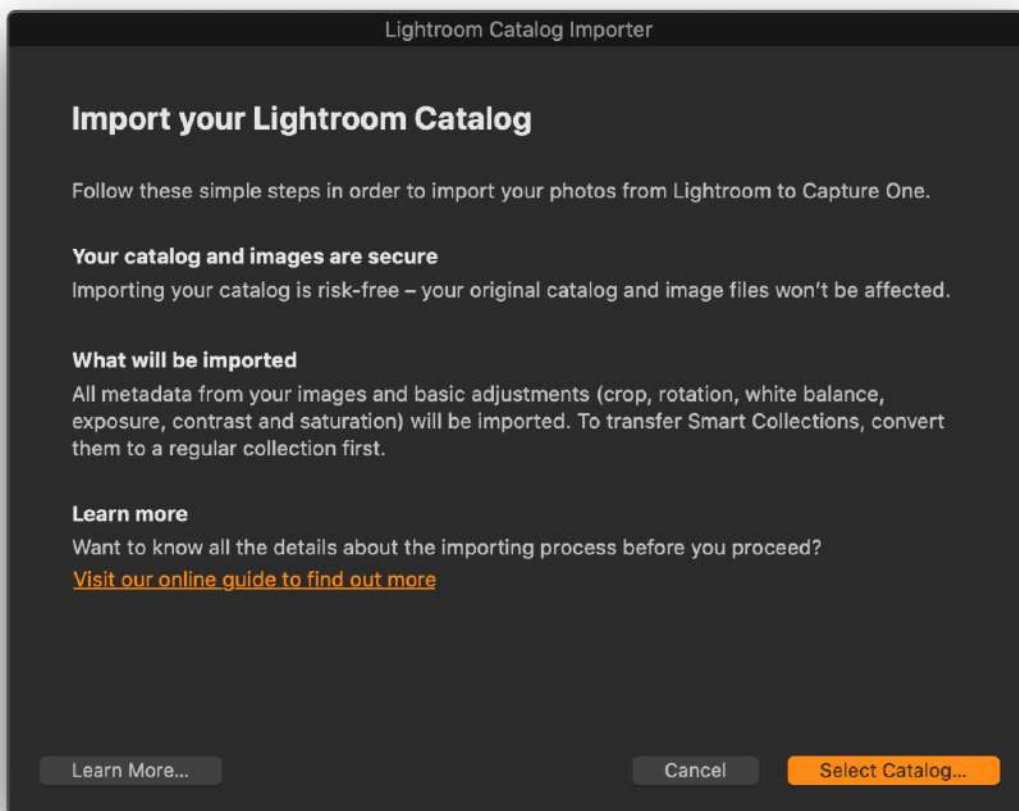 Lightroom Catalog Importer
Import your Lightroom Catalog
Follow these simple steps in order to import your photos from Lightroom to Capture One.
Your catalog and images are secure
Importing your catalog is risk-free – your original catalog and image files won't be affected.
What will be imported
All metadata from your images and basic adjustments (crop, rotation, white balance,
exposure, contrast and saturation) will be imported. To transfer Smart Collections, convert
them to a regular collection first.
Learn more
Want to know all the details about the importing process before you proceed?
Visit our online guide to find out more
Learn More...
Cancel
Select Catalog...